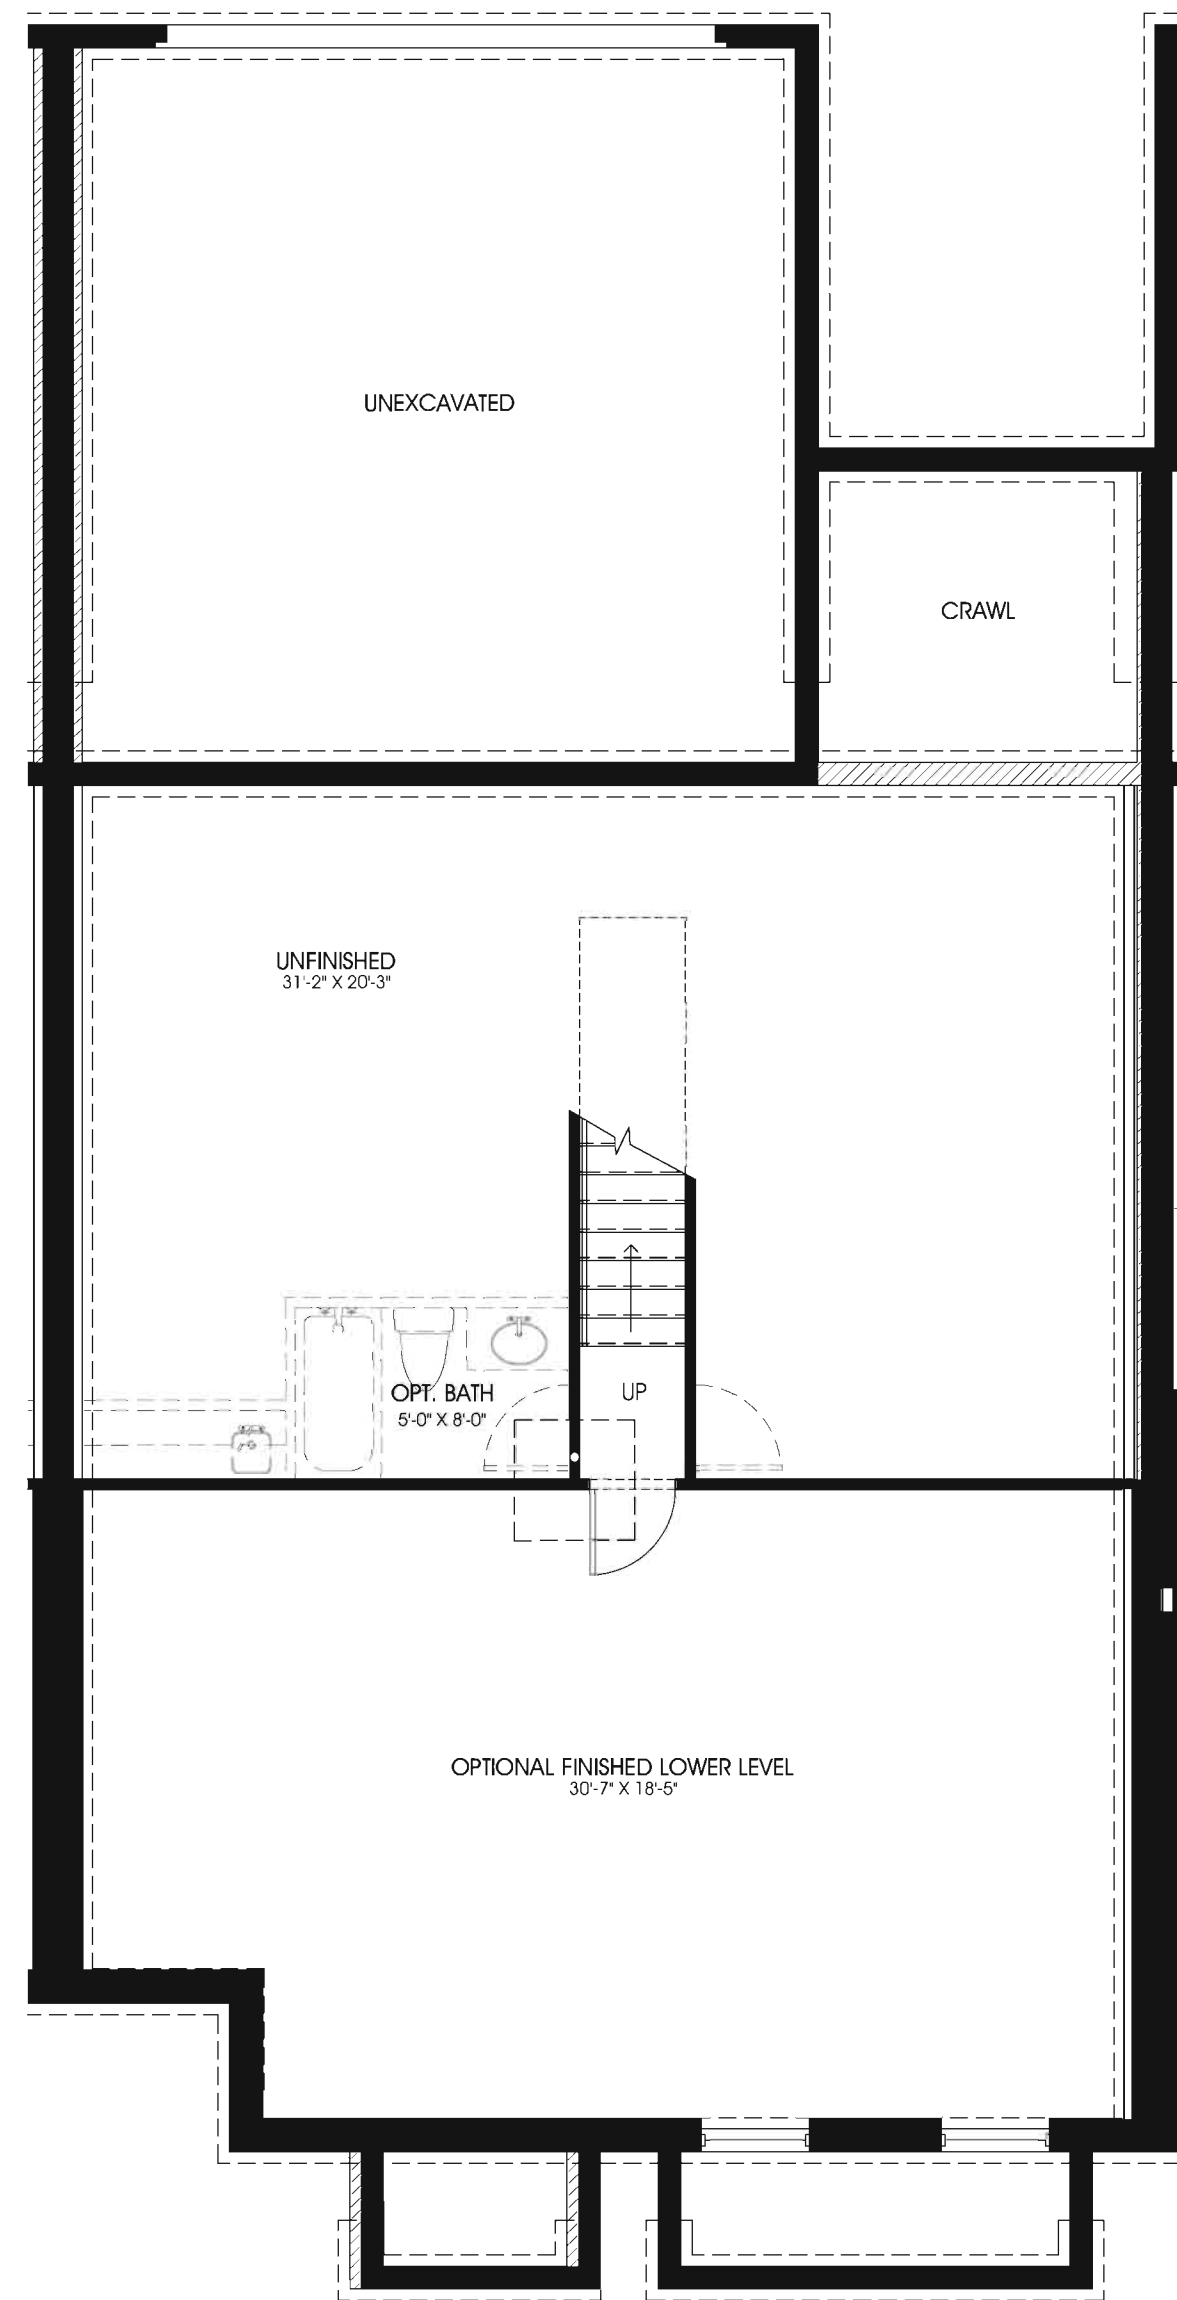 UNEXCAVATED
CRAWL
UNFINISHED
31'-2" X 20'-3"
OPT. BATH
5'-0" X 8'-0"
UP
OPTIONAL FINISHED LOWER LEVEL
30'-7" X 18'-5"